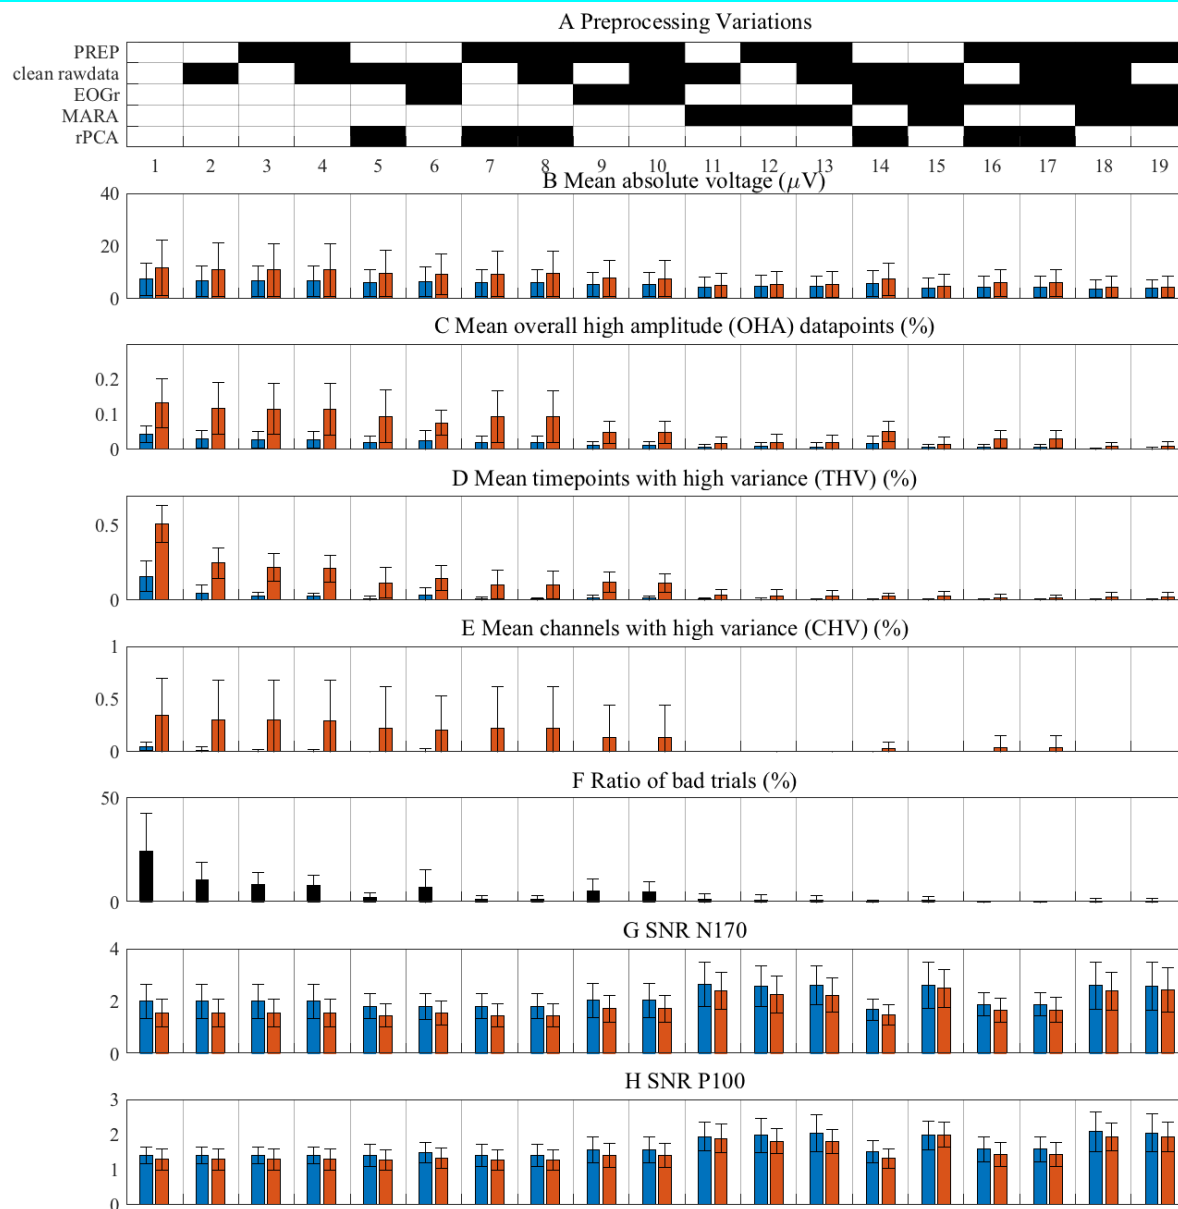 A Preprocessing Variations
PREP
clean rawdata
EOGr
MARA
rPCA
1 2 3 4 5 6 7 8 9 10 11 12 13 14 15 16 17 18 19
B Mean absolute voltage (μV)
40
20
0
C Mean overall high amplitude (OHA) datapoints (%)
0.2
0.1
0
D Mean timepoints with high variance (THV) (%)
0.5
0
E Mean channels with high variance (CHV) (%)
1
0.5
0
F Ratio of bad trials (%)
50
0
G SNR N170
4
2
0
H SNR P100
3
2
1
0